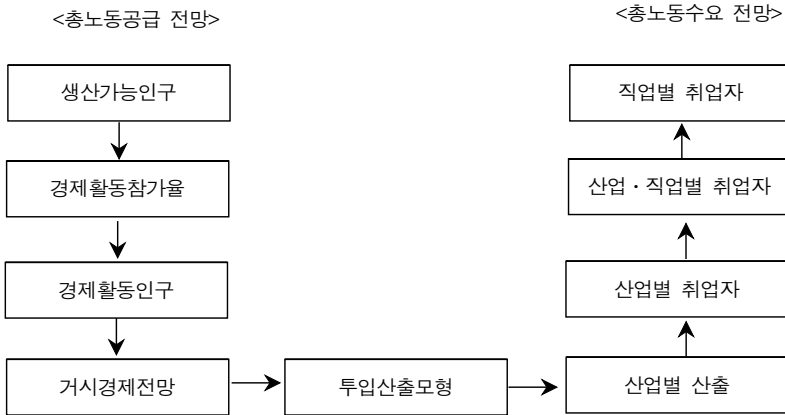 <총노동공급 전망>
<총노동수요 전망>
생산가능인구
직업별 취업자
경제활동참가율
산업・직업별 취업자
경제활동인구
산업별 취업자
거시경제전망
투입산출모형
산업별 산출